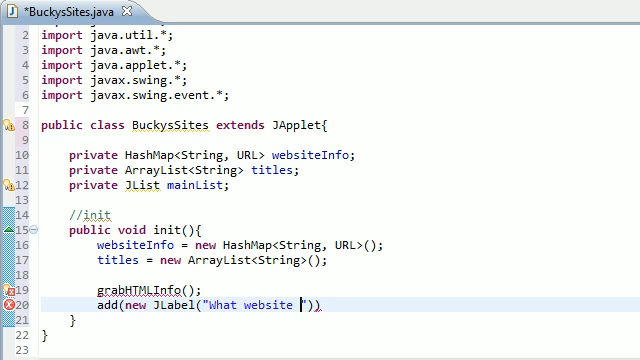 *BuckysSites.java
2 import java.util.*;
3 import java.awt.*;
4 import java.applet.*;
5 import javax.swing.*;
6 import javax.swing.event.*;
7
8 public class BuckysSites extends JApplet{
9
10 private HashMap<String, URL> websiteInfo;
11 private ArrayList<String> titles;
12 private JList mainList;
13
14 //init
15 public void init(){
16 websiteInfo = new HashMap<String, URL>();
17 titles = new ArrayList<String>();
18
19 grabHTMLInfo();
20 add(new JLabel("What website "))
21 }
22 }
23